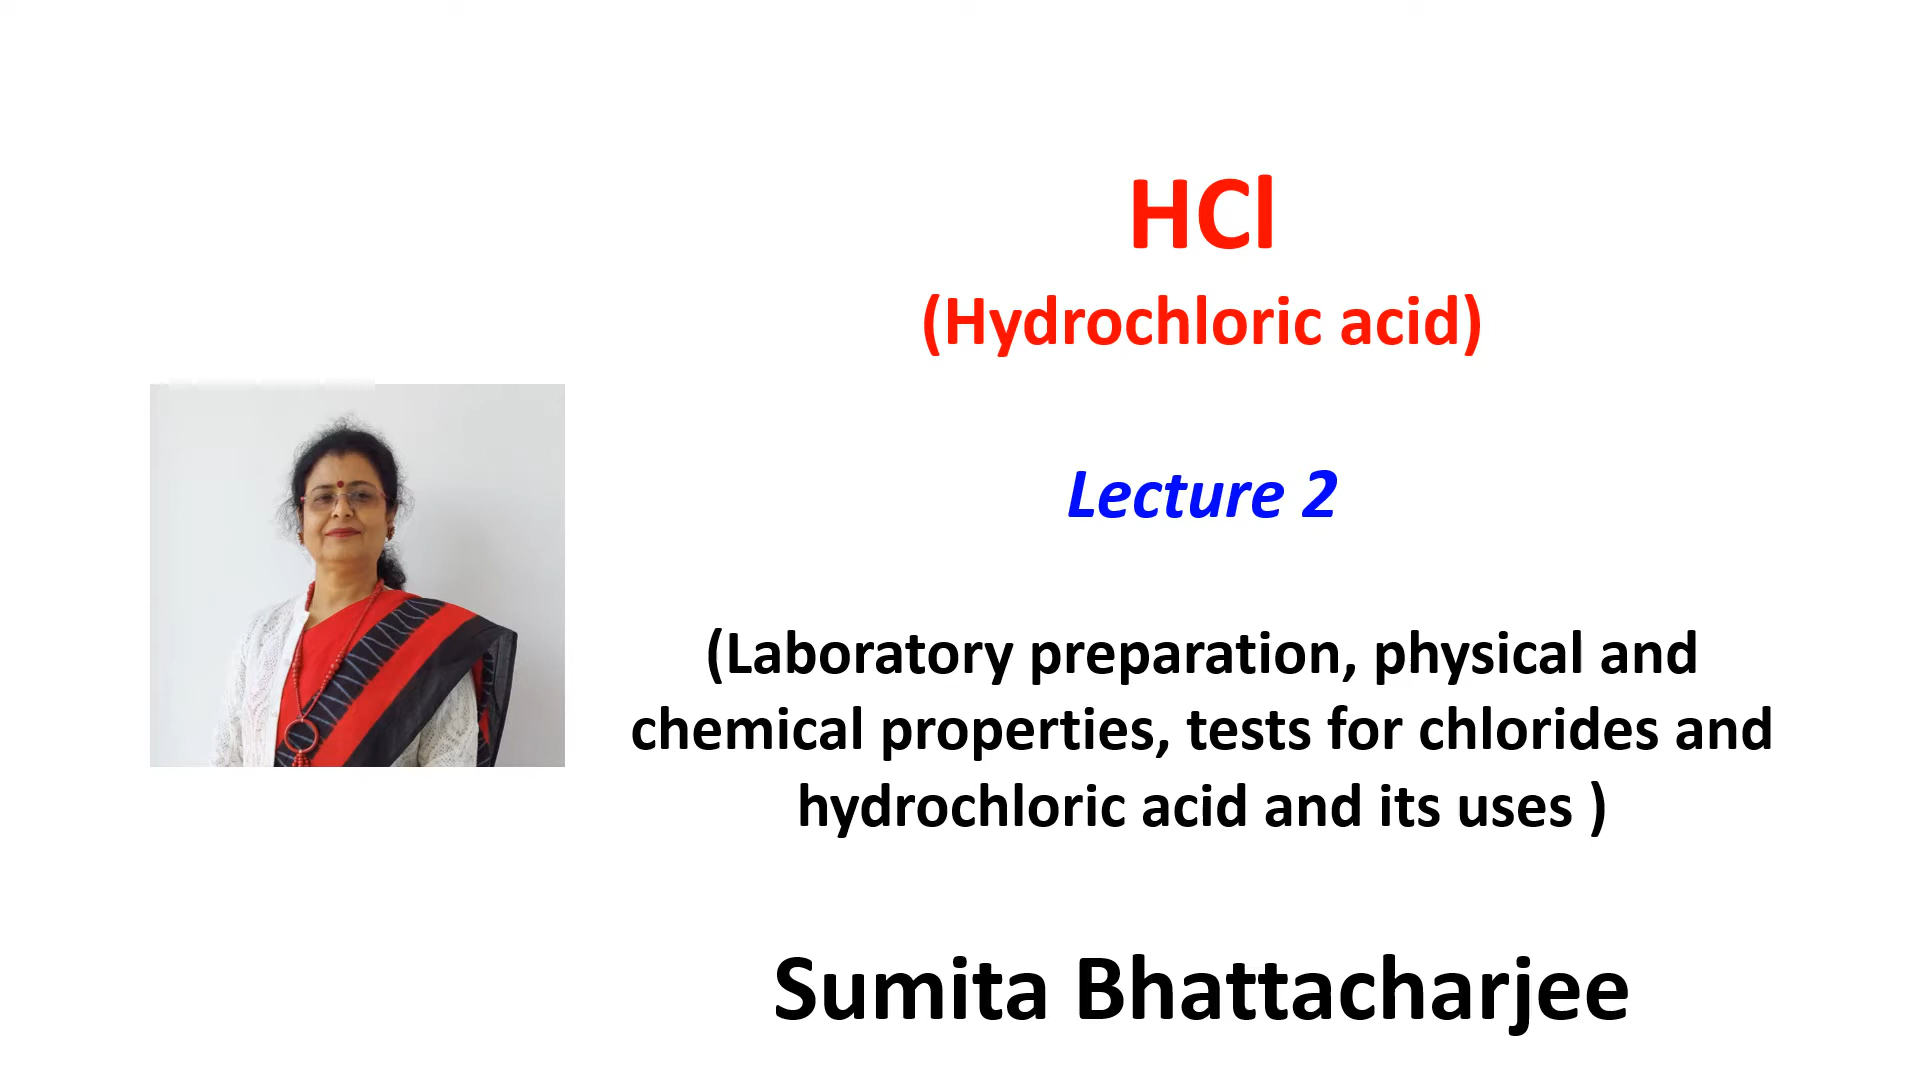 HCl
(Hydrochloric acid)
Lecture 2
(Laboratory preparation, physical and
chemical properties, tests for chlorides and
hydrochloric acid and its uses )
Sumita Bhattacharjee